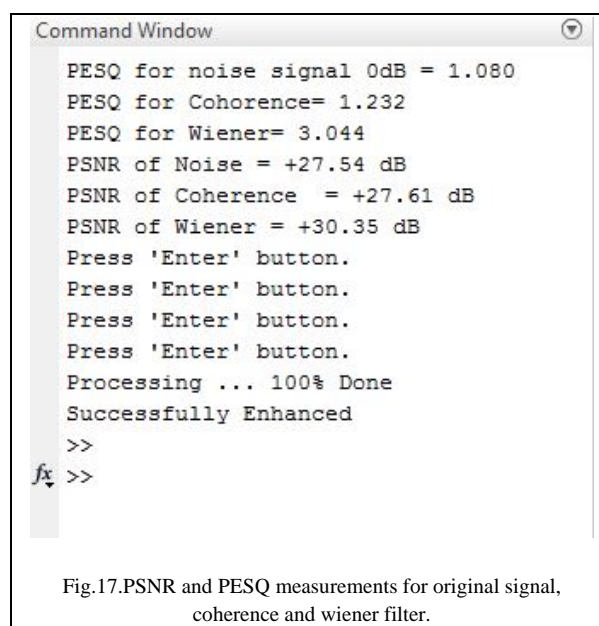 Command Window
PESQ for noise signal 0dB = 1.080
PESQ for Cohorence= 1.232
PESQ for Wiener= 3.044
PSNR of Noise = +27.54 dB
PSNR of Coherence  = +27.61 dB
PSNR of Wiener = +30.35 dB
Press 'Enter' button.
Press 'Enter' button.
Press 'Enter' button.
Press 'Enter' button.
Processing ... 100% Done
Successfully Enhanced
>>
fx >>
Fig.17.PSNR and PESQ measurements for original signal,
coherence and wiener filter.